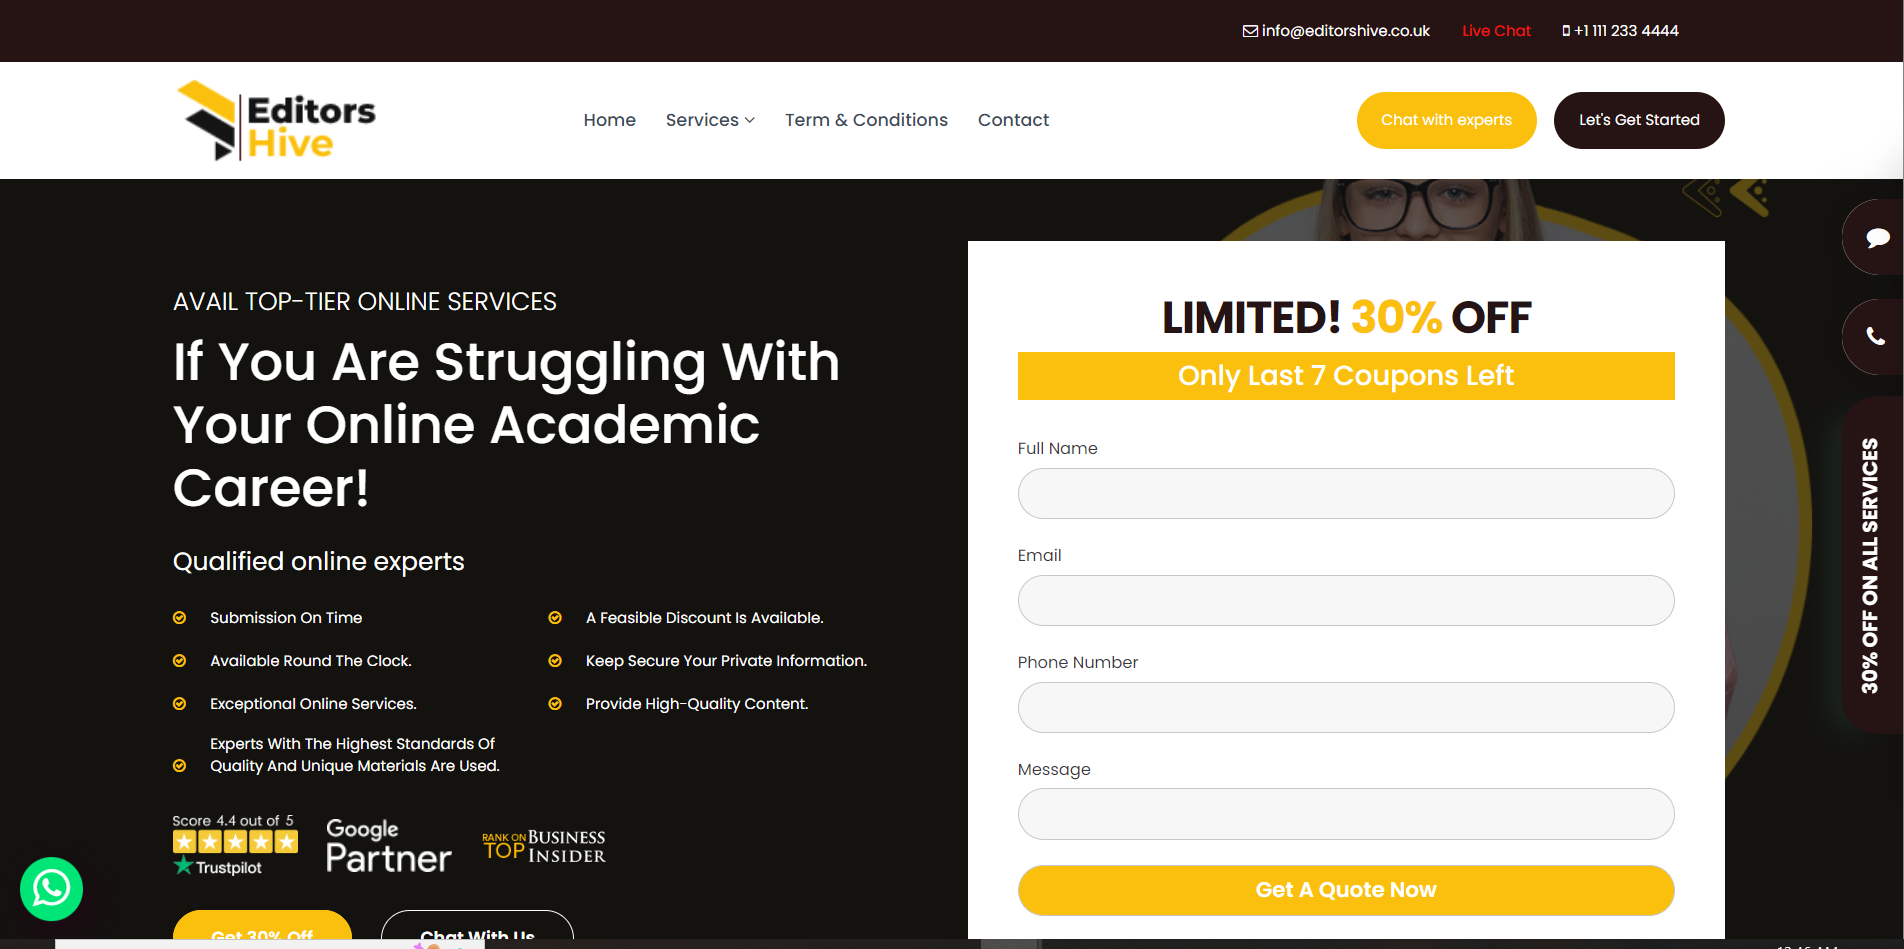 info@editorshive.co.uk
Live Chat
+1 111 233 4444
Editors
Hive
Home
Services
Term & Conditions
Contact
Chat with experts
Let's Get Started
AVAIL TOP-TIER ONLINE SERVICES
If You Are Struggling With
Your Online Academic
Career!
Qualified online experts
Submission On Time
A Feasible Discount Is Available.
Available Round The Clock.
Keep Secure Your Private Information.
Exceptional Online Services.
Provide High-Quality Content.
Experts With The Highest Standards Of
Quality And Unique Materials Are Used.
Score 4.4 out of 5
Trustpilot
Google
Partner
RANK ON
TOP
BUSINESS
INSIDER
Get 30% Off
Chat With Us
LIMITED! 30% OFF
Only Last 7 Coupons Left
Full Name
Email
Phone Number
Message
Get A Quote Now
30% OFF ON ALL SERVICES